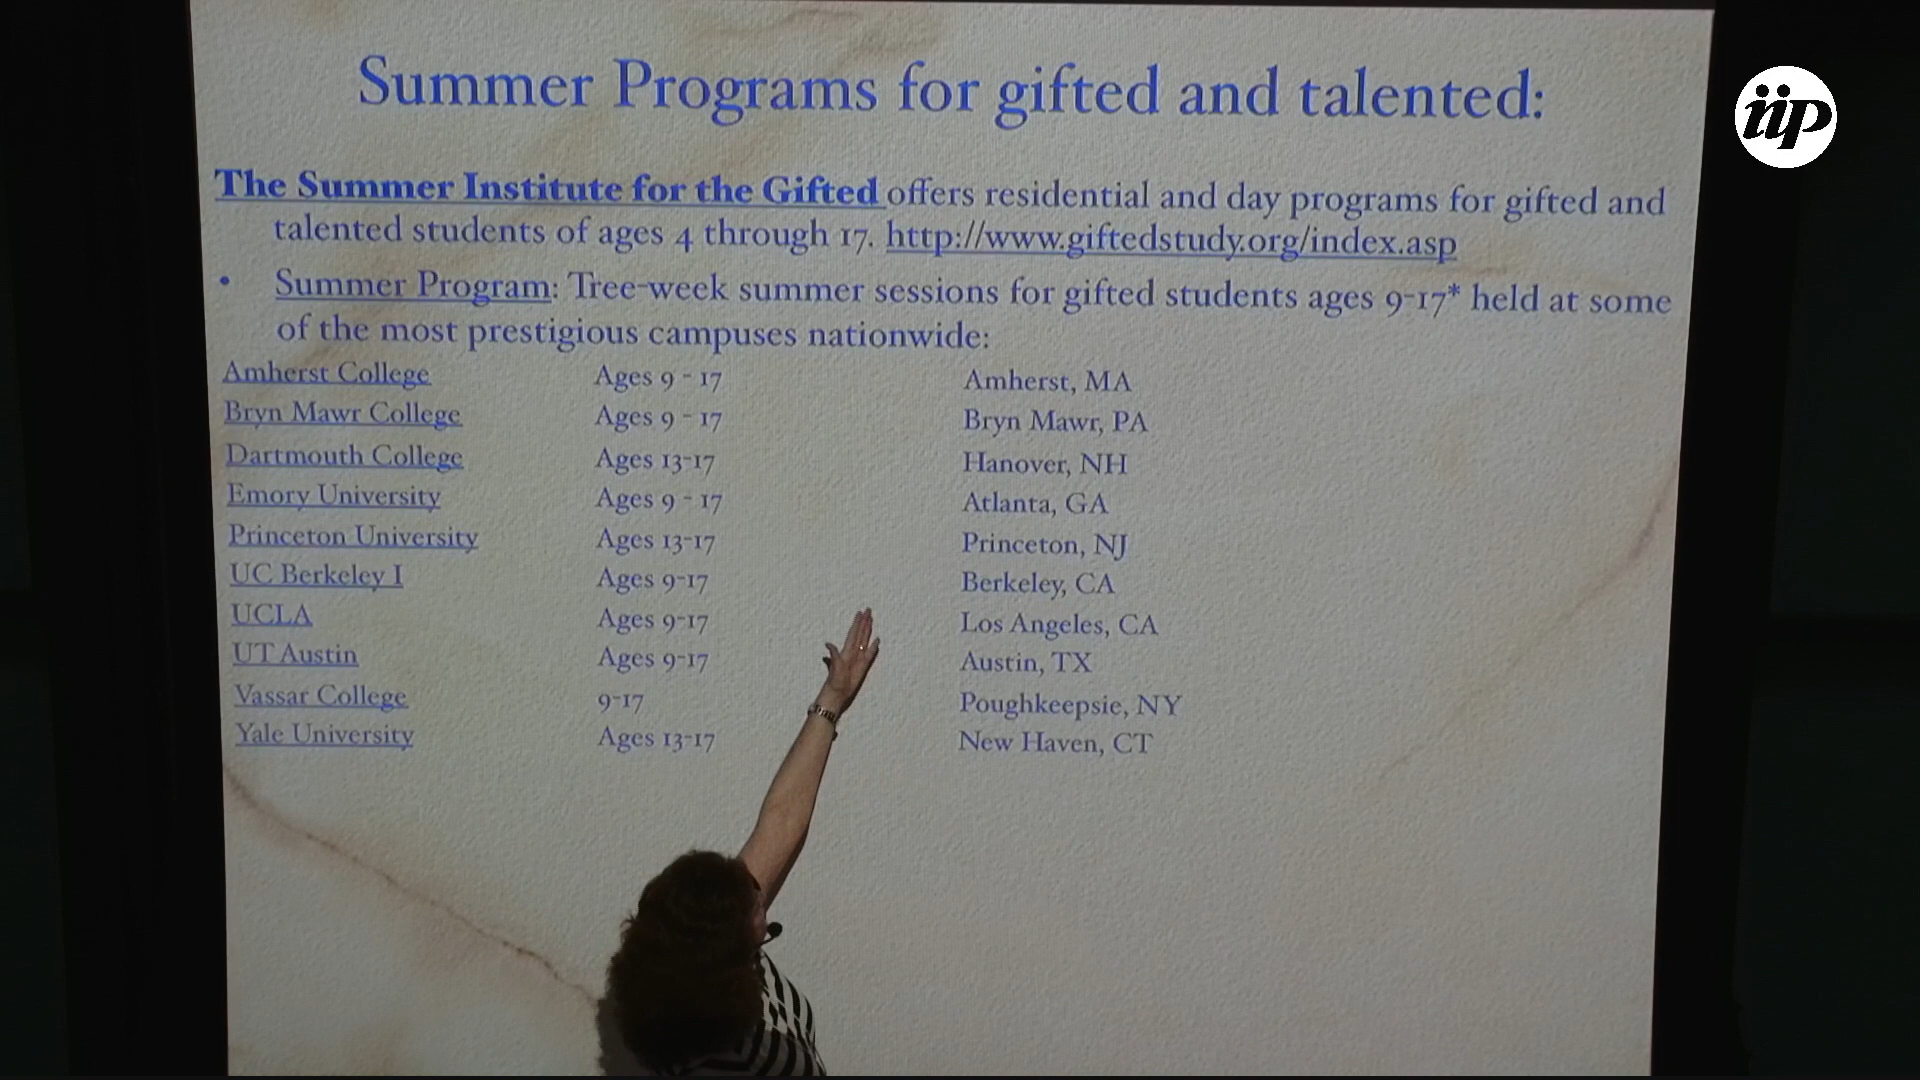 Summer Programs for gifted and talented:
iip
The Summer Institute for the Gifted offers residential and day programs for gifted and
talented students of ages 4 through 17. http://www.giftedstudy.org/index.asp
• Summer Program: Tree-week summer sessions for gifted students ages 9-17* held at some
of the most prestigious campuses nationwide:
Amherst College Ages 9 - 17 Amherst, MA
Bryn Mawr College Ages 9 - 17 Bryn Mawr, PA
Dartmouth College Ages 13-17 Hanover, NH
Emory University Ages 9 - 17 Atlanta, GA
Princeton University Ages 13-17 Princeton, NJ
UC Berkeley I Ages 9-17 Berkeley, CA
UCLA Ages 9-17 Los Angeles, CA
UT Austin Ages 9-17 Austin, TX
Vassar College 9-17 Poughkeepsie, NY
Yale University Ages 13-17 New Haven, CT